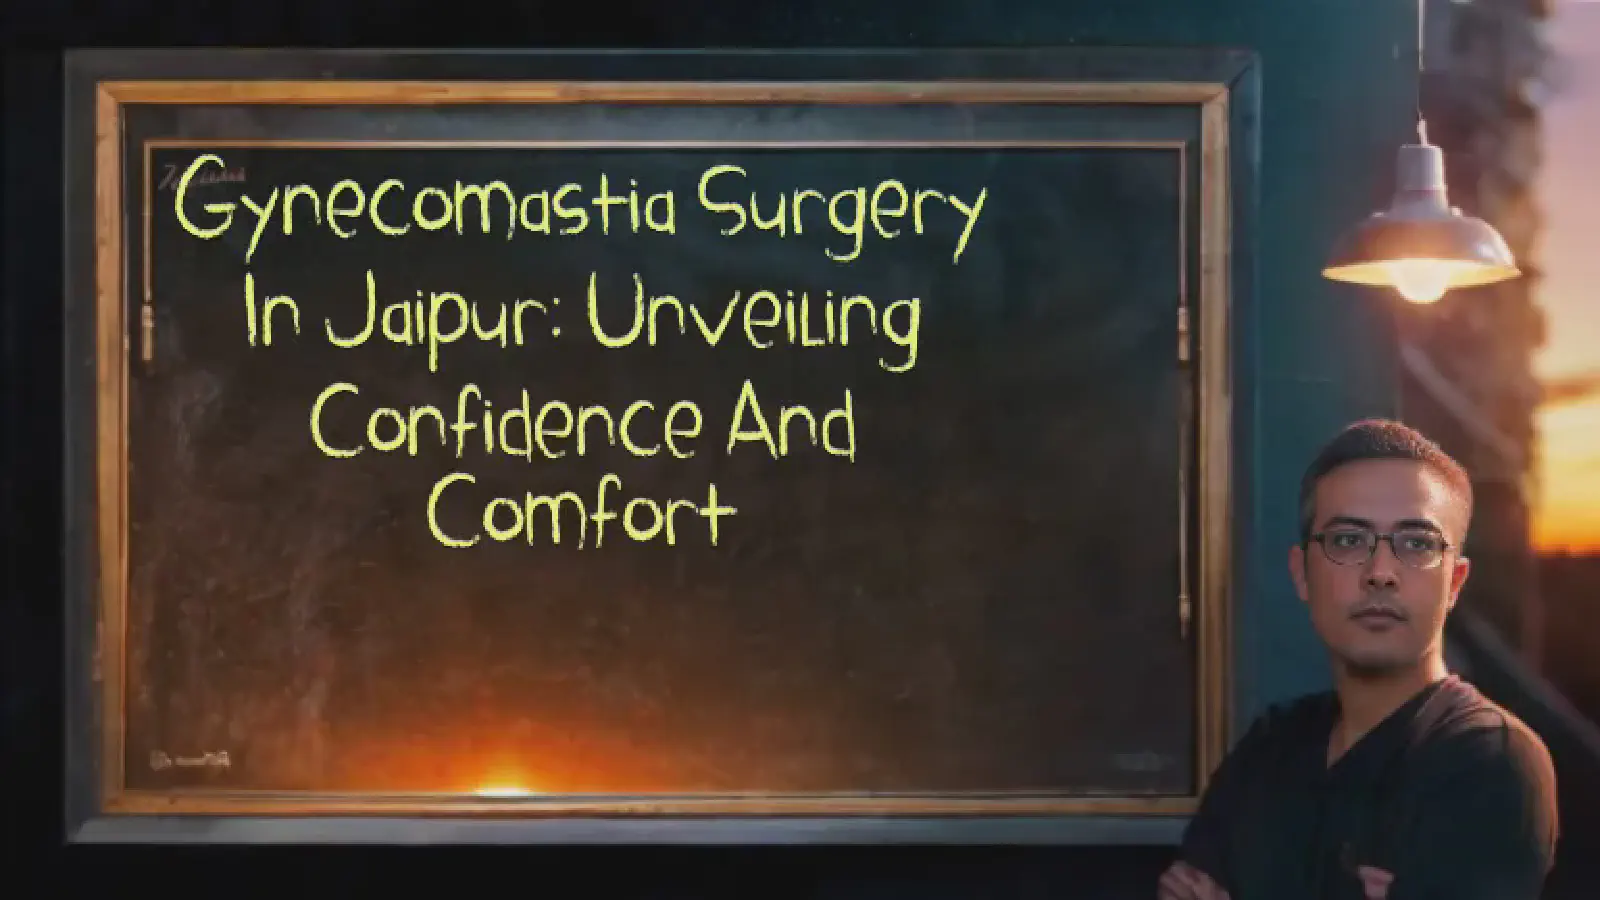 Gynecomastia Surgery
In Jaipur: Unveiling
Confidence And
Comfort